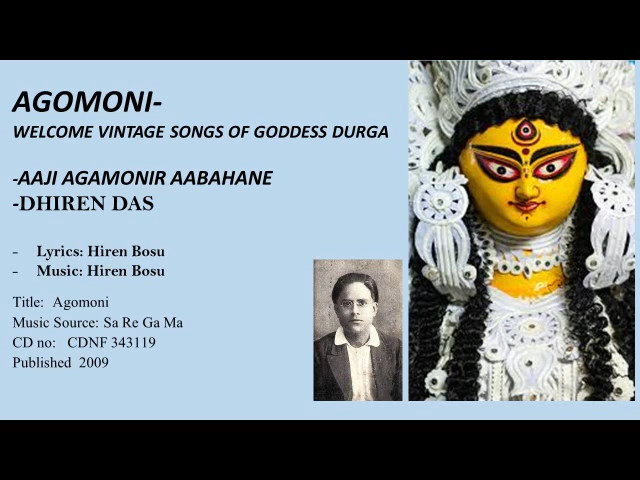 AGOMONI-
WELCOME VINTAGE SONGS OF GODDESS DURGA
-AAJI AGAMONIR AABAHANE
-DHIREN DAS
- Lyrics: Hiren Bosu
- Music: Hiren Bosu
Title: Agomoni
Music Source: Sa Re Ga Ma
CD no: CDNF 343119
Published 2009